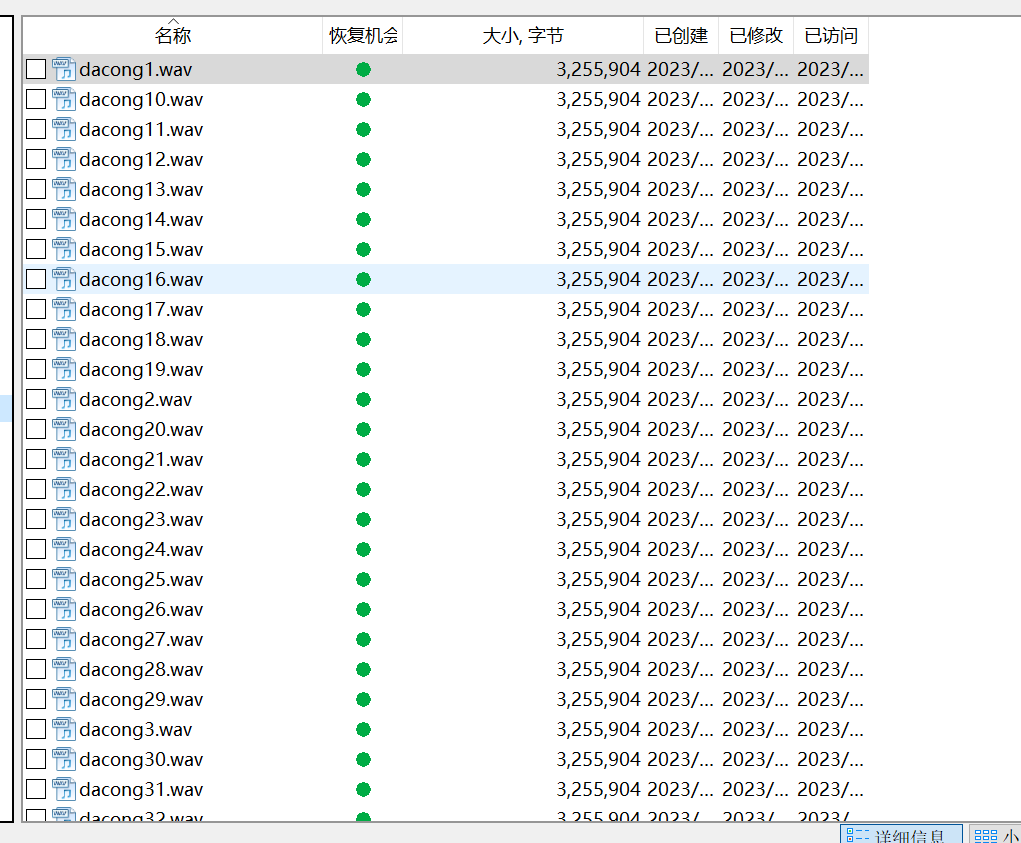 名称 恢复机会 大小, 字节 已创建 已修改 已访问
dacong1.wav 3,255,904 2023/... 2023/... 2023/...
dacong10.wav 3,255,904 2023/... 2023/... 2023/...
dacong11.wav 3,255,904 2023/... 2023/... 2023/...
dacong12.wav 3,255,904 2023/... 2023/... 2023/...
dacong13.wav 3,255,904 2023/... 2023/... 2023/...
dacong14.wav 3,255,904 2023/... 2023/... 2023/...
dacong15.wav 3,255,904 2023/... 2023/... 2023/...
dacong16.wav 3,255,904 2023/... 2023/... 2023/...
dacong17.wav 3,255,904 2023/... 2023/... 2023/...
dacong18.wav 3,255,904 2023/... 2023/... 2023/...
dacong19.wav 3,255,904 2023/... 2023/... 2023/...
dacong2.wav 3,255,904 2023/... 2023/... 2023/...
dacong20.wav 3,255,904 2023/... 2023/... 2023/...
dacong21.wav 3,255,904 2023/... 2023/... 2023/...
dacong22.wav 3,255,904 2023/... 2023/... 2023/...
dacong23.wav 3,255,904 2023/... 2023/... 2023/...
dacong24.wav 3,255,904 2023/... 2023/... 2023/...
dacong25.wav 3,255,904 2023/... 2023/... 2023/...
dacong26.wav 3,255,904 2023/... 2023/... 2023/...
dacong27.wav 3,255,904 2023/... 2023/... 2023/...
dacong28.wav 3,255,904 2023/... 2023/... 2023/...
dacong29.wav 3,255,904 2023/... 2023/... 2023/...
dacong3.wav 3,255,904 2023/... 2023/... 2023/...
dacong30.wav 3,255,904 2023/... 2023/... 2023/...
dacong31.wav 3,255,904 2023/... 2023/... 2023/...
dacong32.wav 3,255,904 2023/... 2023/... 2023/...
详细信息 小